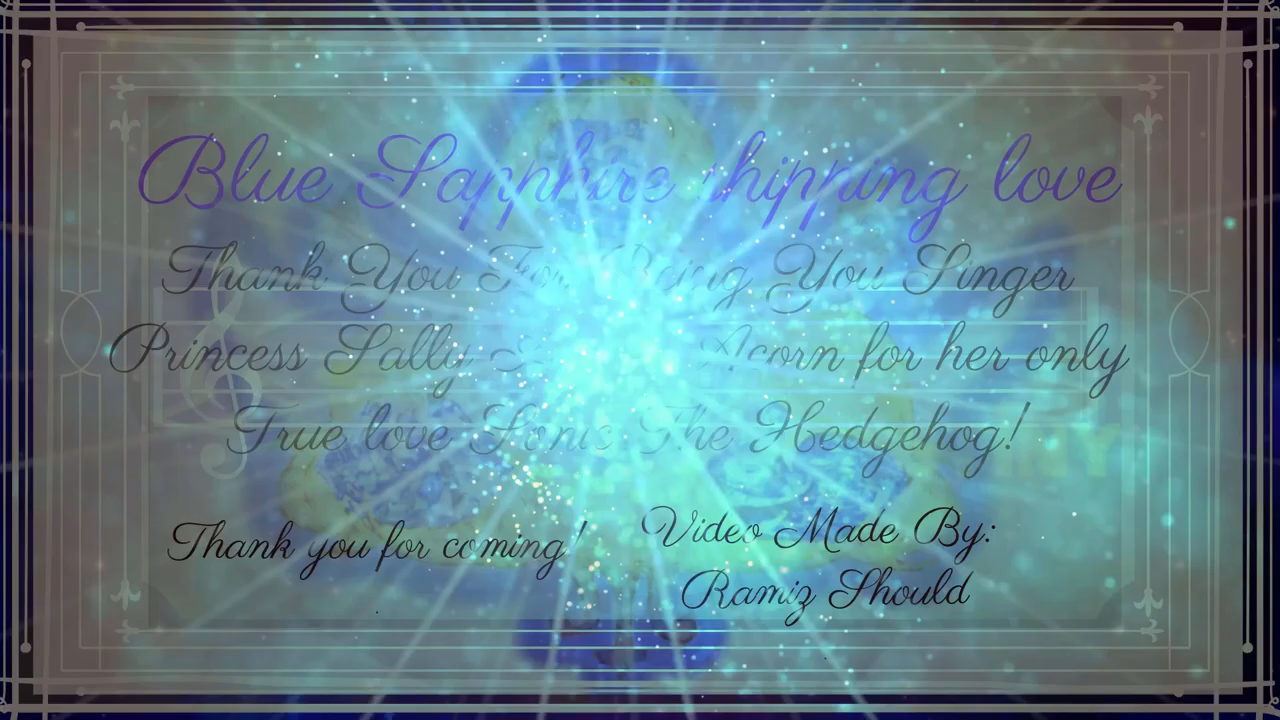 Blue Sapphire shipping love
Thank You For Being You Singer
Princess Sally Acorn for her only
True love Sonic The Hedgehog!
Thank you for coming!
Video Made By:
Ramiz Should